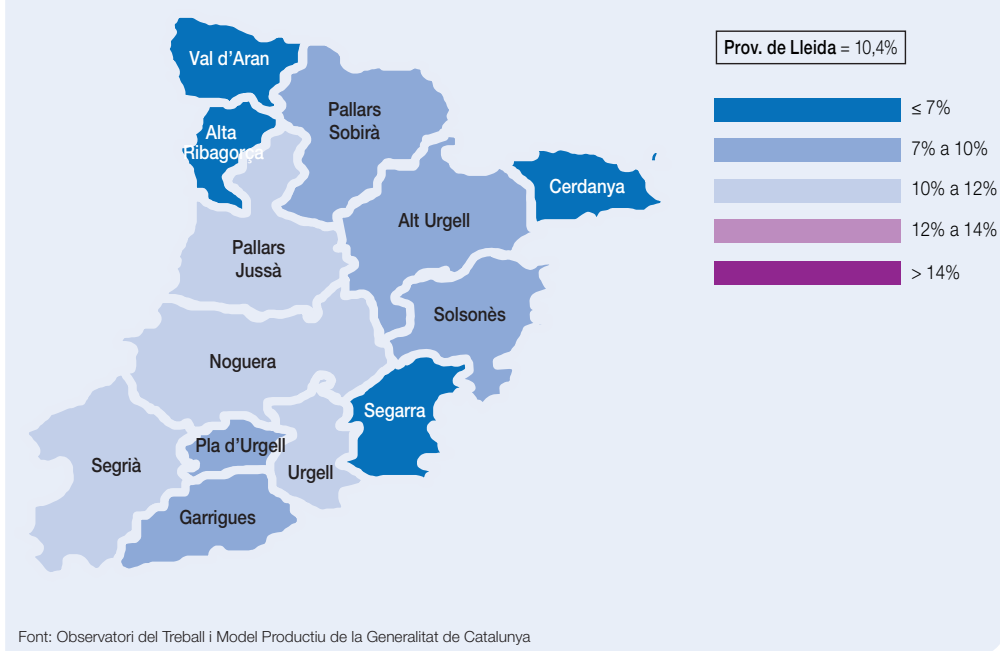 Val d'Aran
Prov. de Lleida = 10,4%
≤ 7%
Pallars
Sobirà
Alta
Ribagorça
7% a 10%
Cerdanya
10% a 12%
Alt Urgell
12% a 14%
Pallars
Jussà
> 14%
Solsonès
Noguera
Segarra
Pla d'Urgell
Segrià
Urgell
Garrigues
Font: Observatori del Treball i Model Productiu de la Generalitat de Catalunya